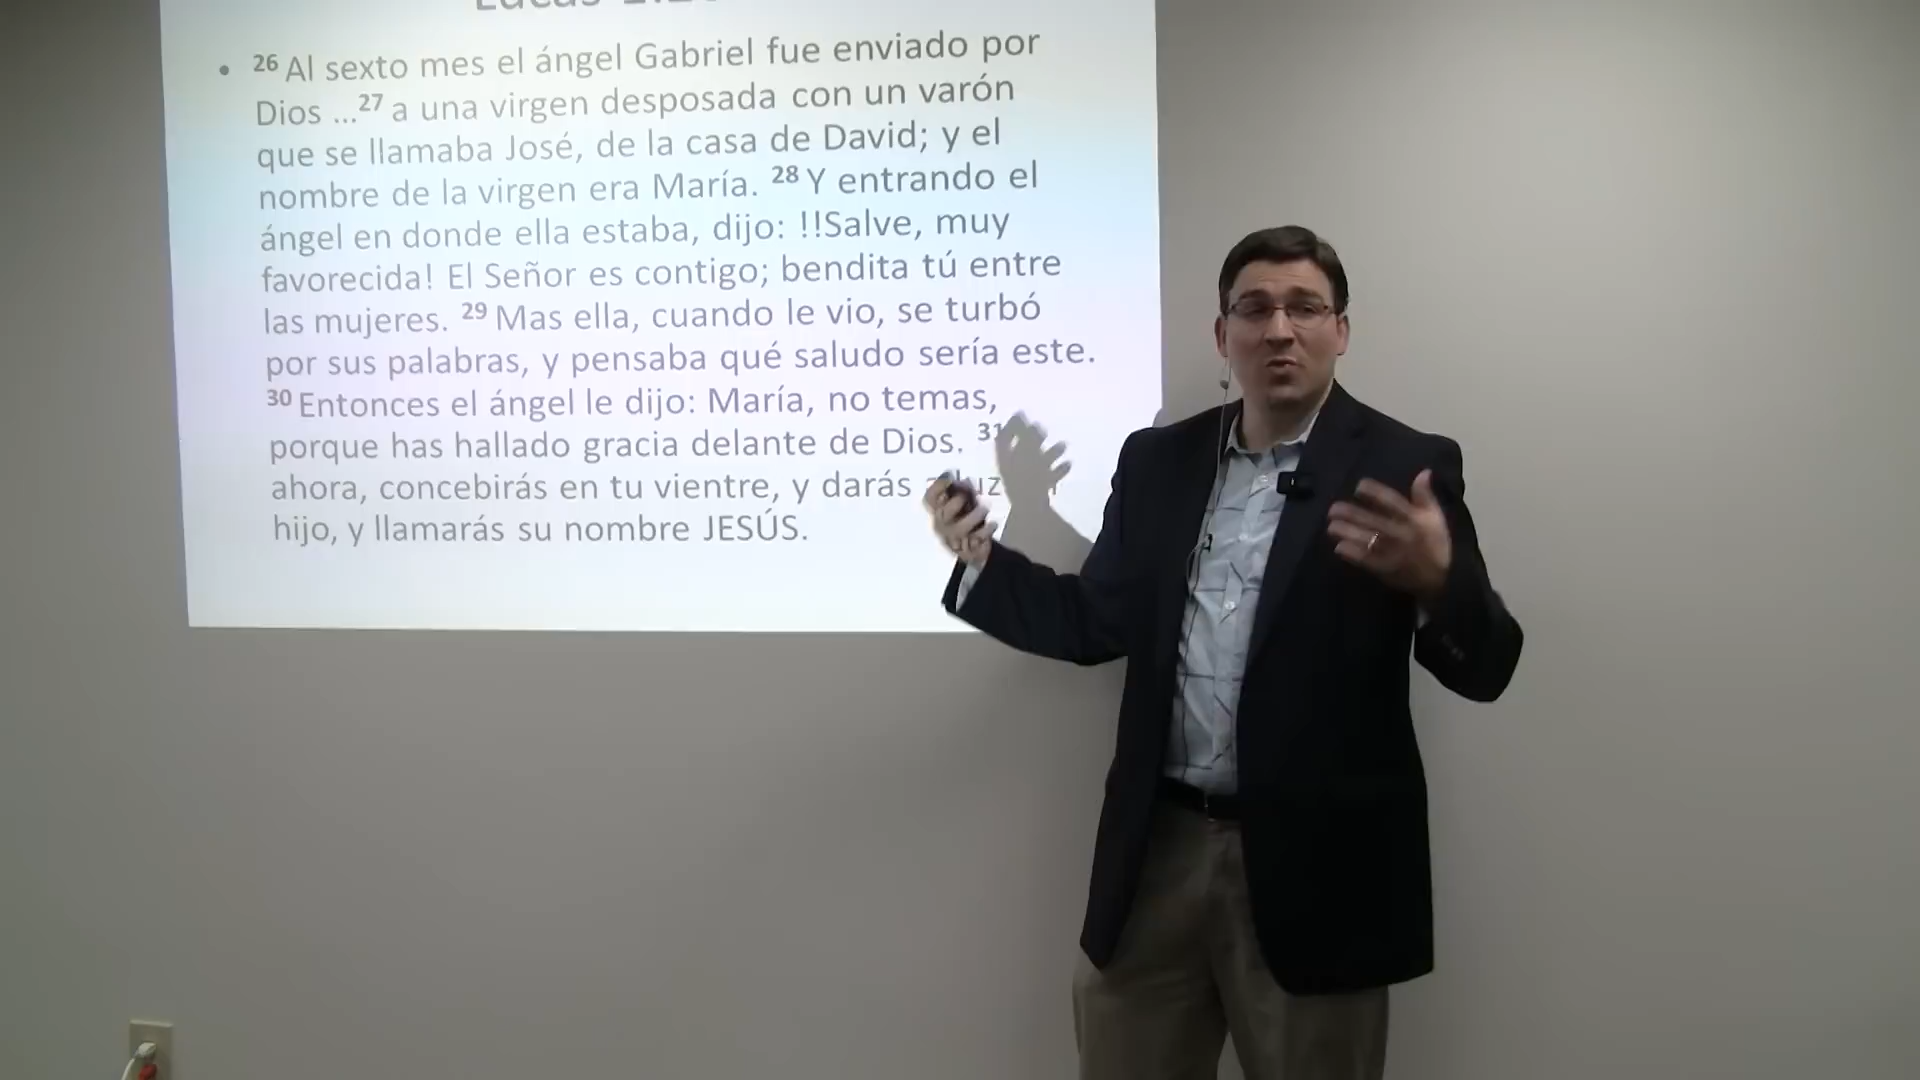 Lucas
• ²⁶ Al sexto mes el ángel Gabriel fue enviado por
Dios ...²⁷ a una virgen desposada con un varón
que se llamaba José, de la casa de David; y el
nombre de la virgen era María. ²⁸ Y entrando el
ángel en donde ella estaba, dijo: !!Salve, muy
favorecida! El Señor es contigo; bendita tú entre
las mujeres. ²⁹ Mas ella, cuando le vio, se turbó
por sus palabras, y pensaba qué saludo sería este.
³⁰ Entonces el ángel le dijo: María, no temas,
porque has hallado gracia delante de Dios. ³¹
ahora, concebirás en tu vientre, y darás
hijo, y llamarás su nombre JESÚS.